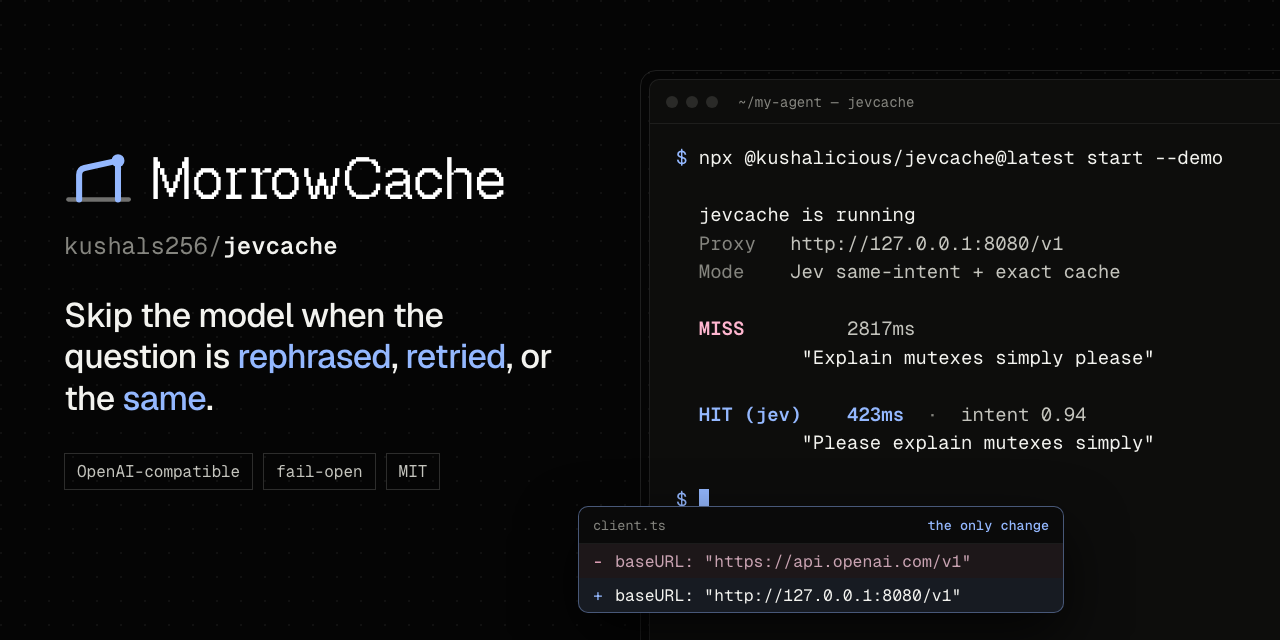 MorrowCache
kushals256/jevcache
Skip the model when the
question is rephrased, retried, or
the same.
OpenAI-compatible
fail-open
MIT
~/my-agent — jevcache
$ npx @kushalicious/jevcache@latest start --demo
jevcache is running
Proxy http://127.0.0.1:8080/v1
Mode Jev same-intent + exact cache
MISS 2817ms
"Explain mutexes simply please"
HIT (jev) 423ms · intent 0.94
"Please explain mutexes simply"
$
client.ts the only change
- baseURL: "https://api.openai.com/v1"
+ baseURL: "http://127.0.0.1:8080/v1"